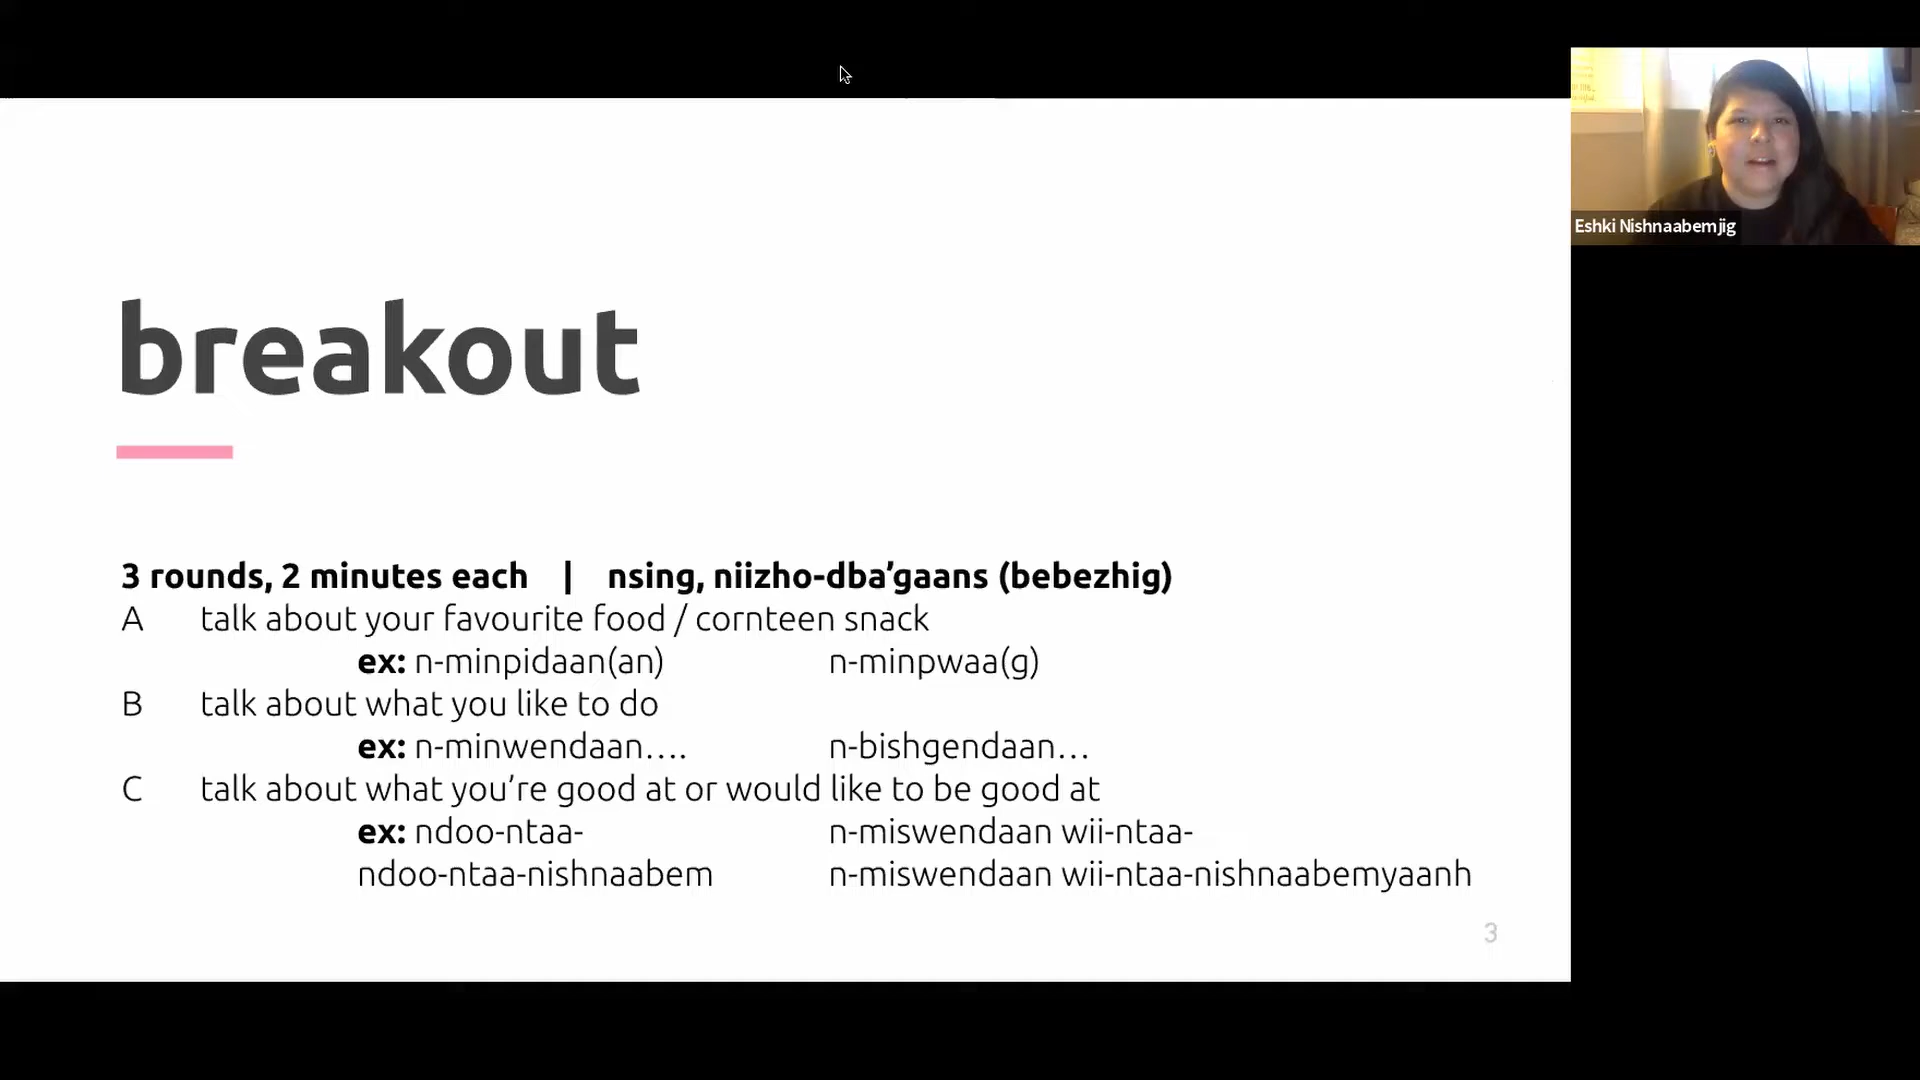 Eshki Nishnaabemjig
breakout
3 rounds, 2 minutes each | nsing, niizho-dba’gaans (bebezhig)
A talk about your favourite food / cornteen snack
ex: n-minpidaan(an) n-minpwaa(g)
B talk about what you like to do
ex: n-minwendaan.... n-bishgendaan...
C talk about what you’re good at or would like to be good at
ex: ndoo-ntaa- n-miswendaan wii-ntaa-
ndoo-ntaa-nishnaabem n-miswendaan wii-ntaa-nishnaabemyaanh
3